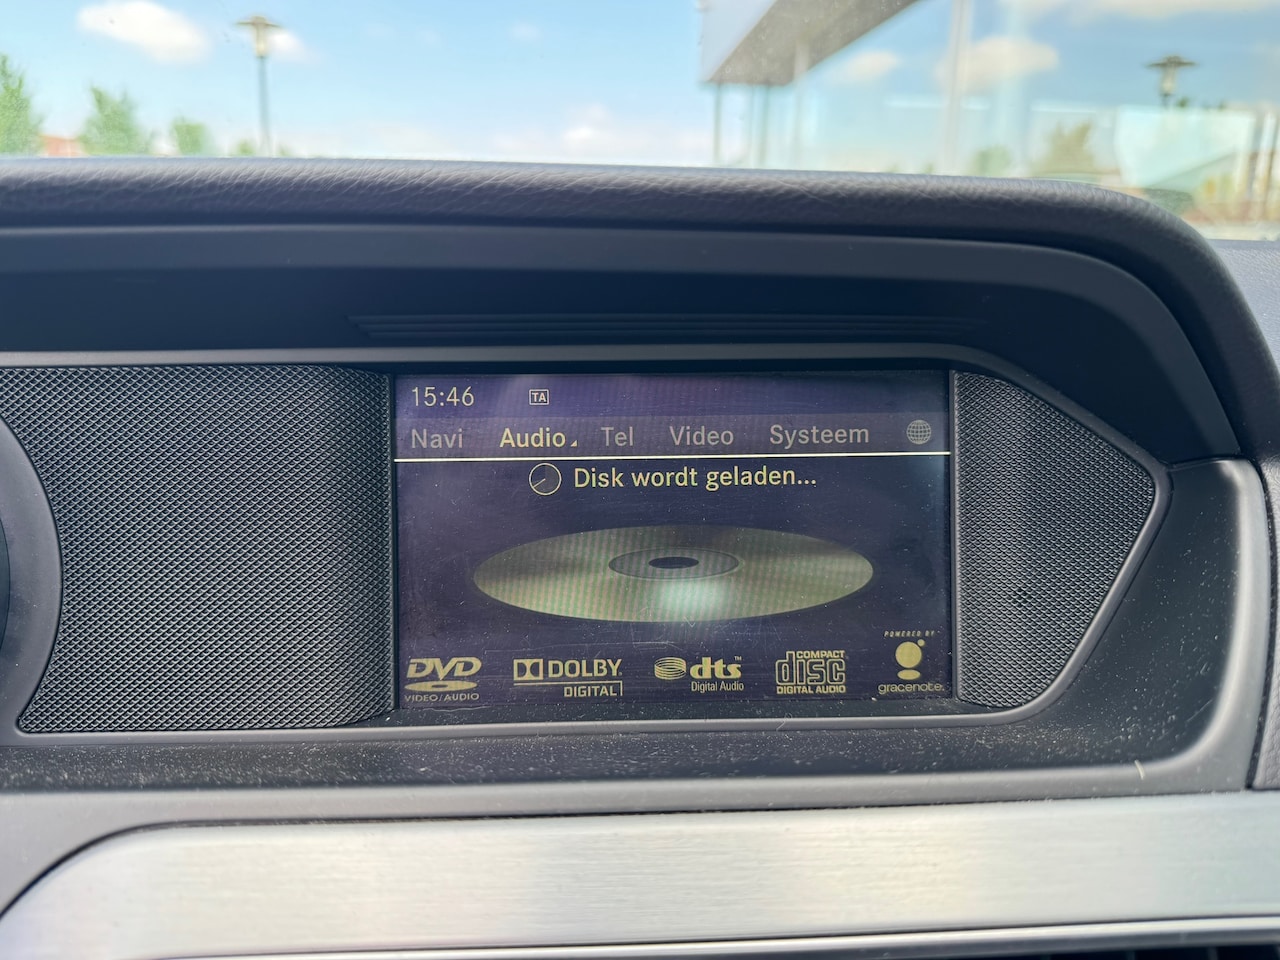 15:46 TA
Navi Audio Tel Video Systeem
Disk wordt geladen...
DVD VIDEO/AUDIO
DOLBY DIGITAL
dts Digital Audio
COMPACT disc DIGITAL AUDIO
POWERED BY gracenote